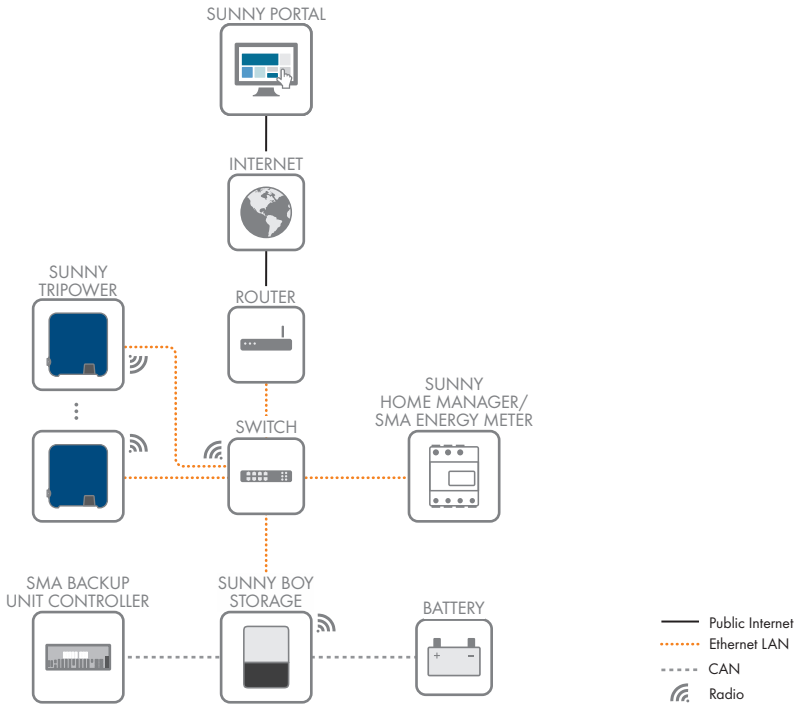 SUNNY PORTAL
INTERNET
SUNNY
TRIPOWER
ROUTER
SUNNY
HOME MANAGER/
SMA ENERGY METER
SWITCH
SMA BACKUP
UNIT CONTROLLER
SUNNY BOY
STORAGE
BATTERY
+ −
Public Internet
Ethernet LAN
CAN
Radio